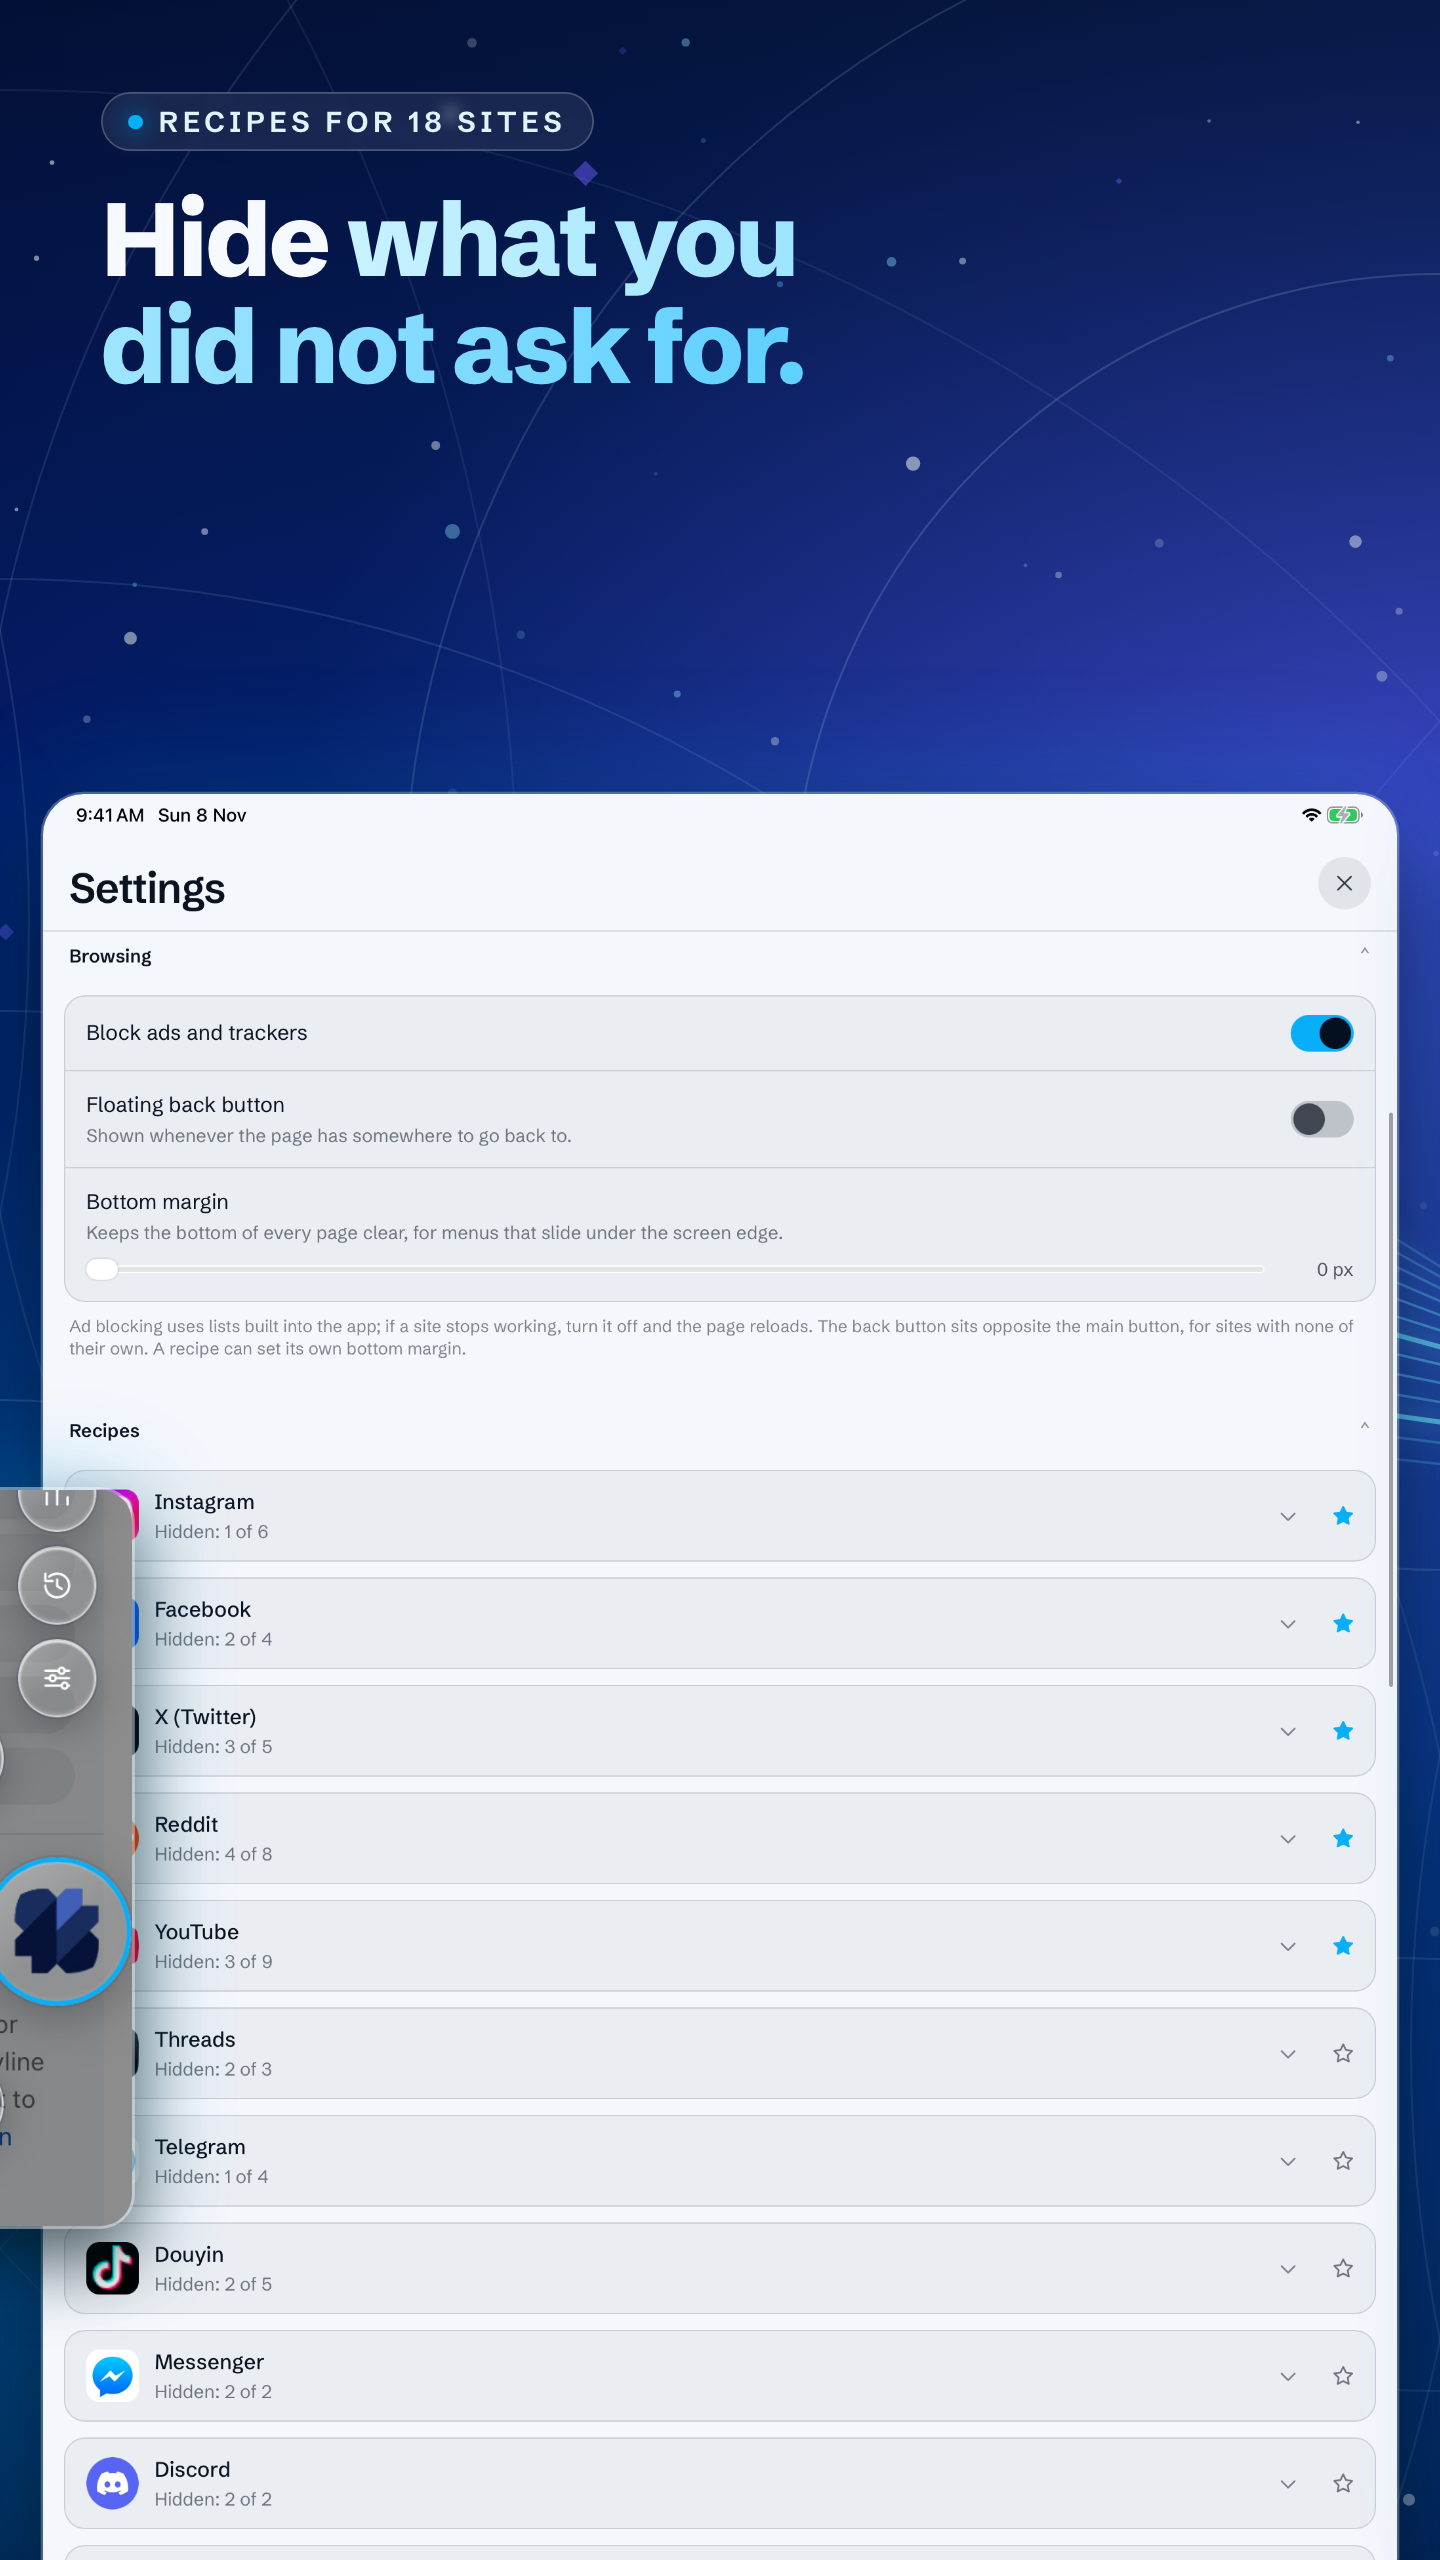 RECIPES FOR 18 SITES
Hide what you
did not ask for.
9:41 AM Sun 8 Nov
Settings
Browsing
Block ads and trackers
Floating back button
Shown whenever the page has somewhere to go back to.
Bottom margin
Keeps the bottom of every page clear, for menus that slide under the screen edge.
0 px
Ad blocking uses lists built into the app; if a site stops working, turn it off and the page reloads. The back button sits opposite the main button, for sites with none of
their own. A recipe can set its own bottom margin.
Recipes
Instagram
Hidden: 1 of 6
Facebook
Hidden: 2 of 4
X (Twitter)
Hidden: 3 of 5
Reddit
Hidden: 4 of 8
YouTube
Hidden: 3 of 9
Threads
Hidden: 2 of 3
Telegram
Hidden: 1 of 4
Douyin
Hidden: 2 of 5
Messenger
Hidden: 2 of 2
Discord
Hidden: 2 of 2
to